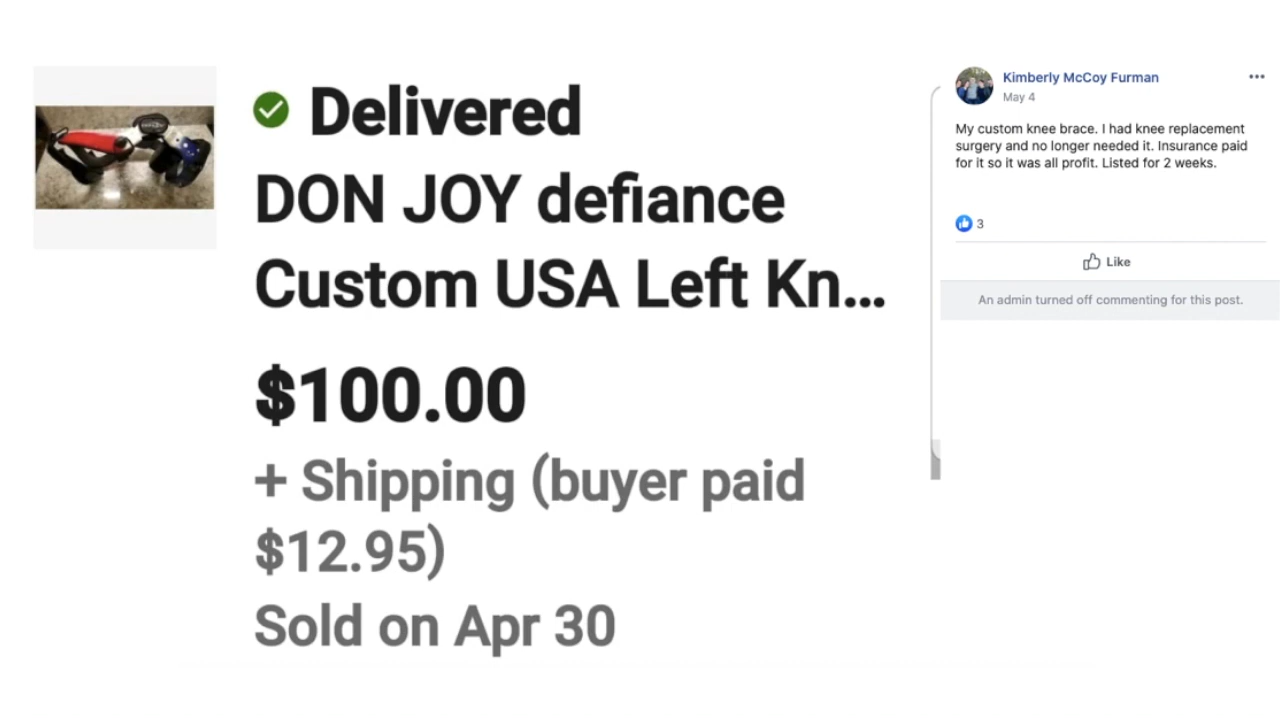 Delivered
DON JOY defiance
Custom USA Left Kn...
$100.00
+ Shipping (buyer paid
$12.95)
Sold on Apr 30
Kimberly McCoy Furman
May 4
My custom knee brace. I had knee replacement
surgery and no longer needed it. Insurance paid
for it so it was all profit. Listed for 2 weeks.
3
Like
An admin turned off commenting for this post.